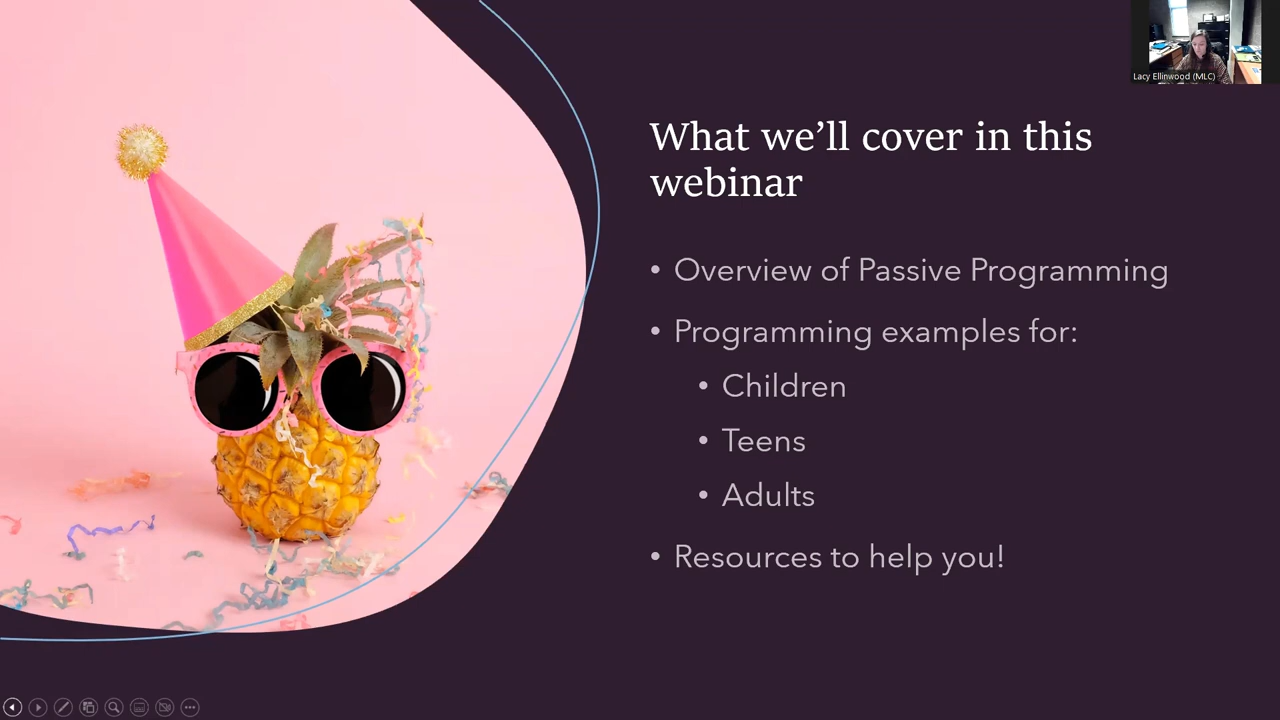 Lacy Ellinwood (MLC)
What we’ll cover in this
webinar
• Overview of Passive Programming
• Programming examples for:
• Children
• Teens
• Adults
• Resources to help you!